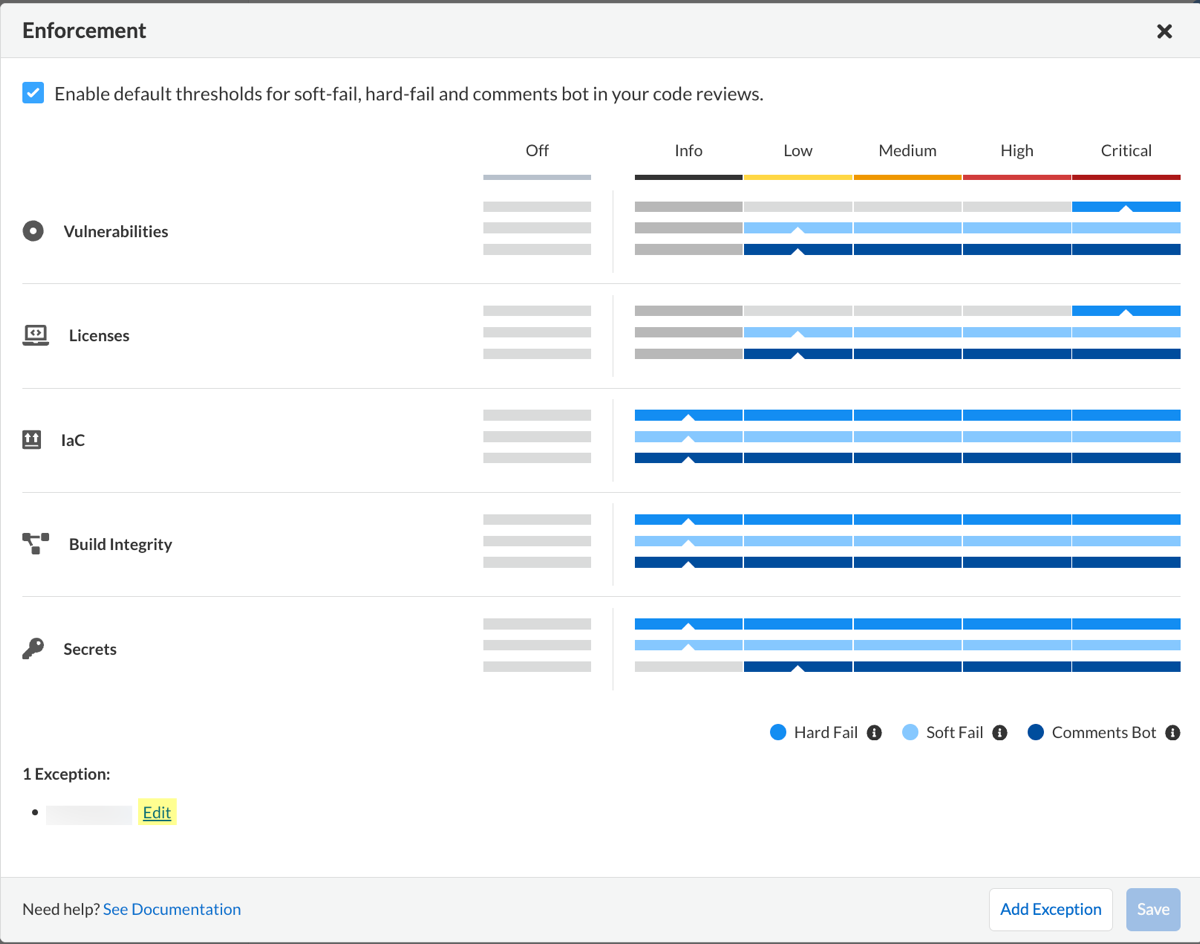 Enforcement
Enable default thresholds for soft-fail, hard-fail and comments bot in your code reviews.
Off Info Low Medium High Critical
Vulnerabilities
Licenses
IaC
Build Integrity
Secrets
Hard Fail Soft Fail Comments Bot
1 Exception:
Edit
Need help? See Documentation Add Exception Save